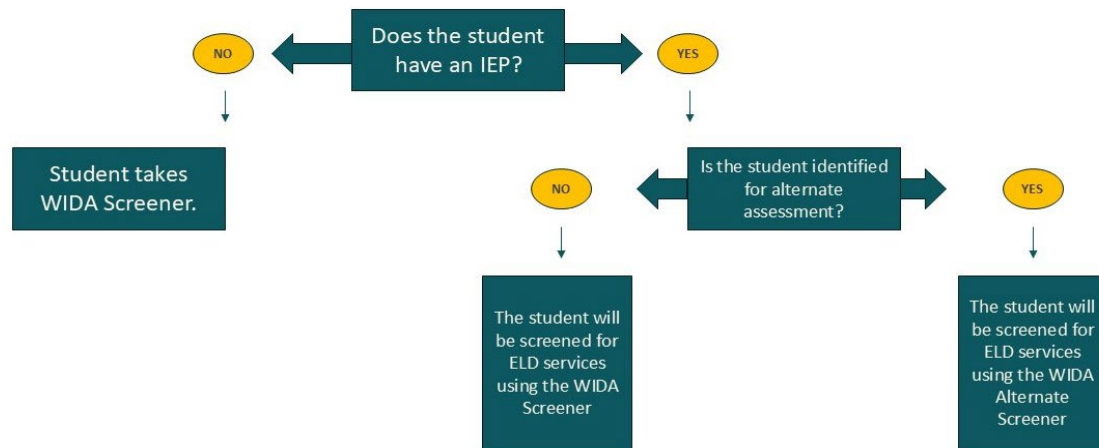 Does the student
have an IEP?
NO
YES
Student takes
WIDA Screener.
Is the student identified
for alternate
assessment?
NO
YES
The student will
be screened for
ELD services
using the WIDA
Screener
The student will
be screened for
ELD services
using the WIDA
Alternate
Screener